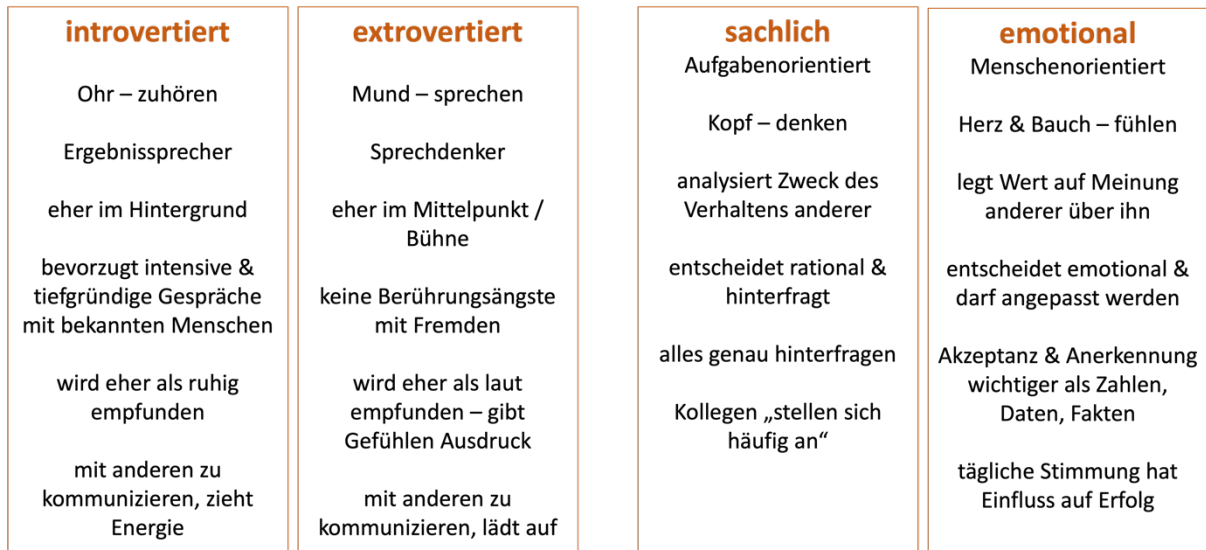 introvertiert
Ohr – zuhören
Ergebnissprecher
eher im Hintergrund
bevorzugt intensive &
tiefgründige Gespräche
mit bekannten Menschen
wird eher als ruhig
empfunden
mit anderen zu
kommunizieren, zieht
Energie
extrovertiert
Mund – sprechen
Sprechdenker
eher im Mittelpunkt /
Bühne
keine Berührungsängste
mit Fremden
wird eher als laut
empfunden – gibt
Gefühlen Ausdruck
mit anderen zu
kommunizieren, lädt auf
sachlich
Aufgabenorientiert
Kopf – denken
analysiert Zweck des
Verhaltens anderer
entscheidet rational &
hinterfragt
alles genau hinterfragen
Kollegen „stellen sich
häufig an“
emotional
Menschenorientiert
Herz & Bauch – fühlen
legt Wert auf Meinung
anderer über ihn
entscheidet emotional &
darf angepasst werden
Akzeptanz & Anerkennung
wichtiger als Zahlen,
Daten, Fakten
tägliche Stimmung hat
Einfluss auf Erfolg